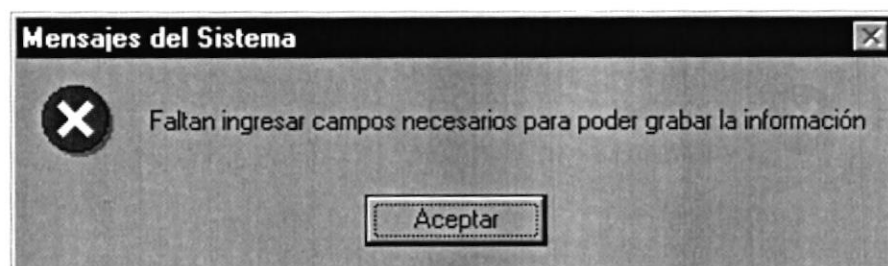 Mensajes del Sistema
Faltan ingresar campos necesarios para poder grabar la información
Aceptar